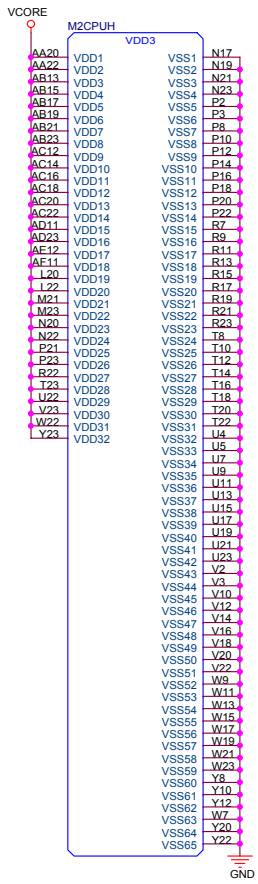 VCORE
M2CPUH
VDD3
AA20 VDD1 VSS1 N17
AA22 VDD2 VSS2 N19
AB13 VDD3 VSS3 N21
AB15 VDD4 VSS4 N23
AB17 VDD5 VSS5 P2
AB19 VDD6 VSS6 P3
AB21 VDD7 VSS7 P8
AB23 VDD8 VSS8 P10
AC12 VDD9 VSS9 P12
AC14 VDD10 VSS10 P14
AC16 VDD11 VSS11 P16
AC18 VDD12 VSS12 P18
AC20 VDD13 VSS13 P20
AC22 VDD14 VSS14 P22
AD11 VDD15 VSS15 R7
AD23 VDD16 VSS16 R9
AE12 VDD17 VSS17 R11
AF11 VDD18 VSS18 R13
L20 VDD19 VSS19 R15
L22 VDD20 VSS20 R17
M21 VDD21 VSS21 R19
M23 VDD22 VSS22 R21
N20 VDD23 VSS23 R23
N22 VDD24 VSS24 T8
P21 VDD25 VSS25 T10
P23 VDD26 VSS26 T12
R22 VDD27 VSS27 T14
T23 VDD28 VSS28 T16
U22 VDD29 VSS29 T18
V23 VDD30 VSS30 T20
W22 VDD31 VSS31 T22
Y23 VDD32 VSS32 U4
VSS33 U5
VSS34 U7
VSS35 U9
VSS36 U11
VSS37 U13
VSS38 U15
VSS39 U17
VSS40 U19
VSS41 U21
VSS42 U23
VSS43 V2
VSS44 V3
VSS45 V10
VSS46 V12
VSS47 V14
VSS48 V16
VSS49 V18
VSS50 V20
VSS51 V22
VSS52 W9
VSS53 W11
VSS54 W13
VSS55 W15
VSS56 W17
VSS57 W19
VSS58 W21
VSS59 W23
VSS60 Y8
VSS61 Y10
VSS62 Y12
VSS63 W7
VSS64 Y20
VSS65 Y22
GND